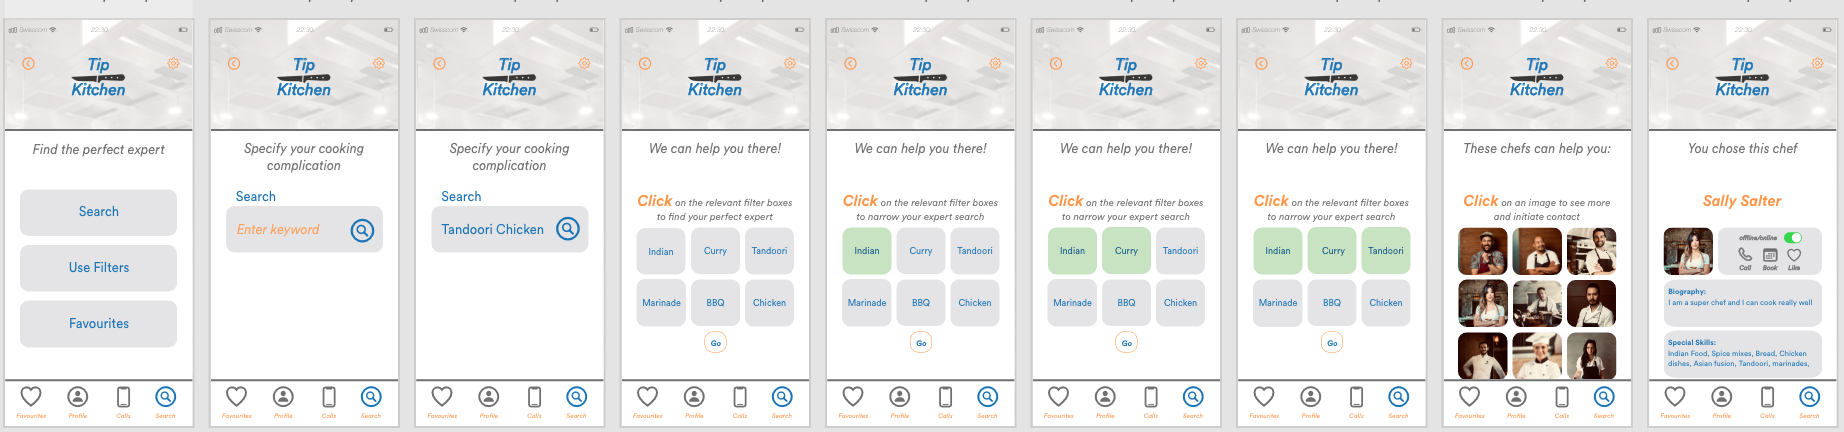 Swisscom 22:30
Tip
Kitchen
Find the perfect expert
Search
Use Filters
Favourites
Favourites Profile Calls Search
Swisscom 22:30
Tip
Kitchen
Specify your cooking
complication
Search
Enter keyword
Favourites Profile Calls Search
Swisscom 22:30
Tip
Kitchen
Specify your cooking
complication
Search
Tandoori Chicken
Favourites Profile Calls Search
Swisscom 22:30
Tip
Kitchen
We can help you there!
Click on the relevant filter boxes
to find your perfect expert
Indian Curry Tandoori
Marinade BBQ Chicken
Go
Favourites Profile Calls Search
Swisscom 22:30
Tip
Kitchen
We can help you there!
Click on the relevant filter boxes
to narrow your expert search
Indian Curry Tandoori
Marinade BBQ Chicken
Go
Favourites Profile Calls Search
Swisscom 22:30
Tip
Kitchen
We can help you there!
Click on the relevant filter boxes
to narrow your expert search
Indian Curry Tandoori
Marinade BBQ Chicken
Go
Favourites Profile Calls Search
Swisscom 22:30
Tip
Kitchen
We can help you there!
Click on the relevant filter boxes
to narrow your expert search
Indian Curry Tandoori
Marinade BBQ Chicken
Go
Favourites Profile Calls Search
Swisscom 22:30
Tip
Kitchen
These chefs can help you:
Click on an image to see more
and initiate contact
Favourites Profile Calls Search
Swisscom 22:30
Tip
Kitchen
You chose this chef
Sally Salter
offline/online
Call Book Like
Biography:
I am a super chef and I can cook really well
Special Skills:
Indian Food, Spice mixes, Bread, Chicken
dishes, Asian fusion, Tandoori, marinades,
Favourites Profile Calls Search